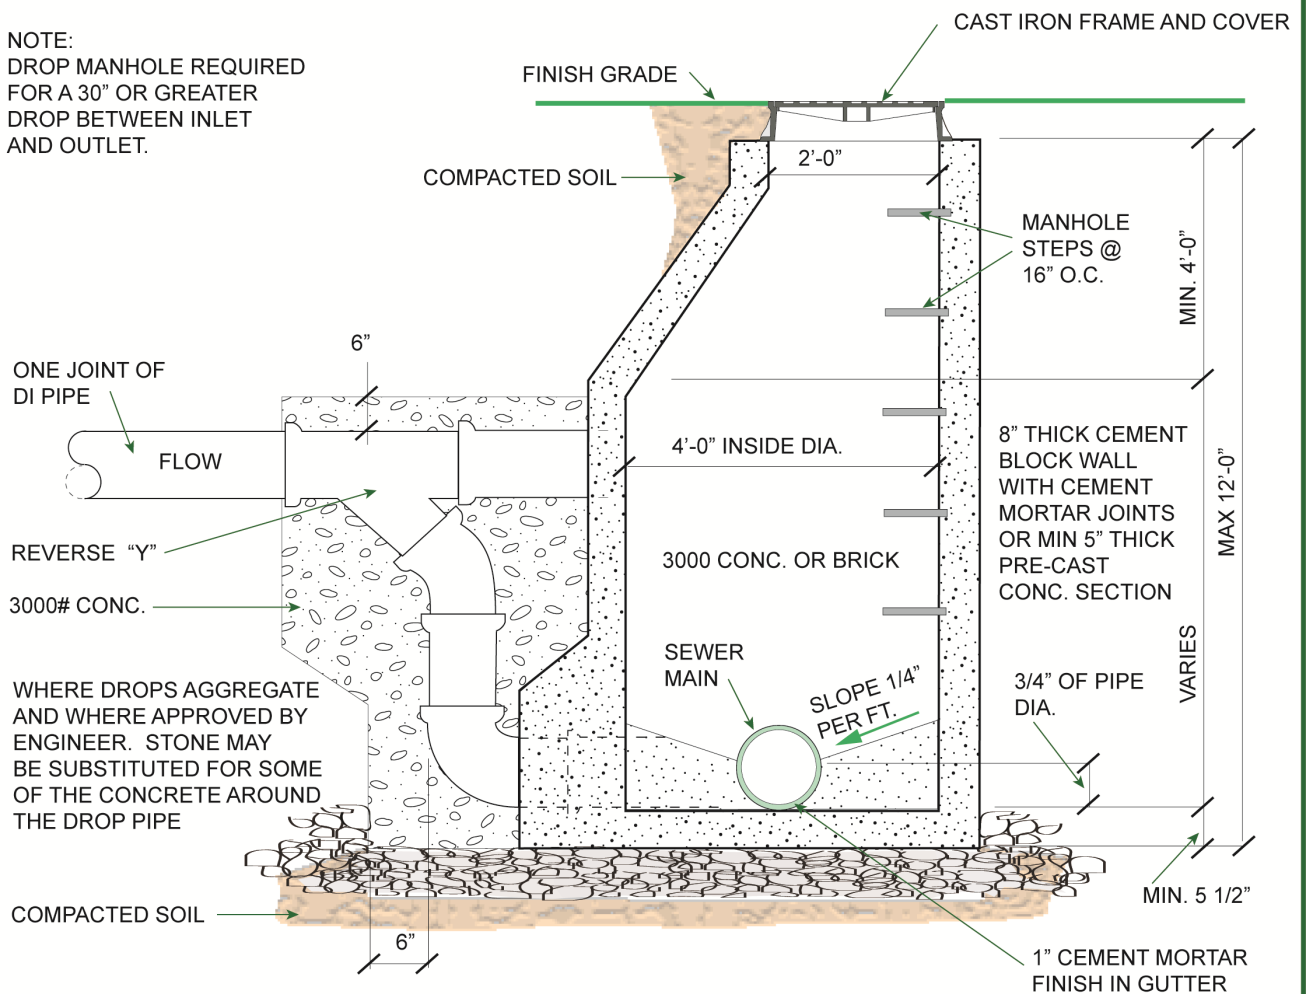 CAST IRON FRAME AND COVER
NOTE:
DROP MANHOLE REQUIRED
FOR A 30” OR GREATER
DROP BETWEEN INLET
AND OUTLET.
FINISH GRADE
COMPACTED SOIL
2’-0”
MANHOLE
STEPS @
16” O.C.
MIN. 4’-0”
6”
ONE JOINT OF
DI PIPE
FLOW
4’-0” INSIDE DIA.
8” THICK CEMENT
BLOCK WALL
WITH CEMENT
MORTAR JOINTS
OR MIN 5” THICK
PRE-CAST
CONC. SECTION
MAX 12’-0”
REVERSE “Y”
3000 CONC. OR BRICK
3000# CONC.
SEWER
MAIN
SLOPE 1/4”
PER FT.
VARIES
3/4” OF PIPE
DIA.
WHERE DROPS AGGREGATE
AND WHERE APPROVED BY
ENGINEER. STONE MAY
BE SUBSTITUTED FOR SOME
OF THE CONCRETE AROUND
THE DROP PIPE
MIN. 5 1/2”
COMPACTED SOIL
6”
1” CEMENT MORTAR
FINISH IN GUTTER